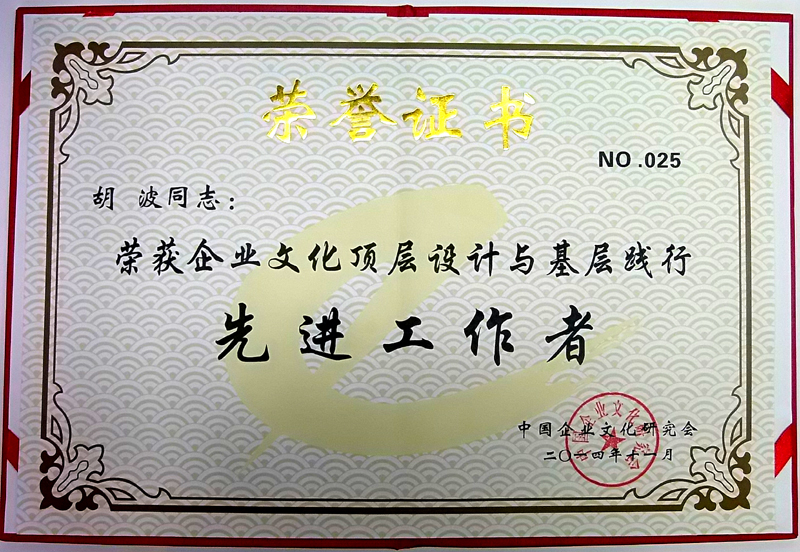 荣誉证书
NO.025
胡 波同志：
荣获企业文化顶层设计与基层践行
先进工作者
中国企业文化研究会
二〇一四年十一月